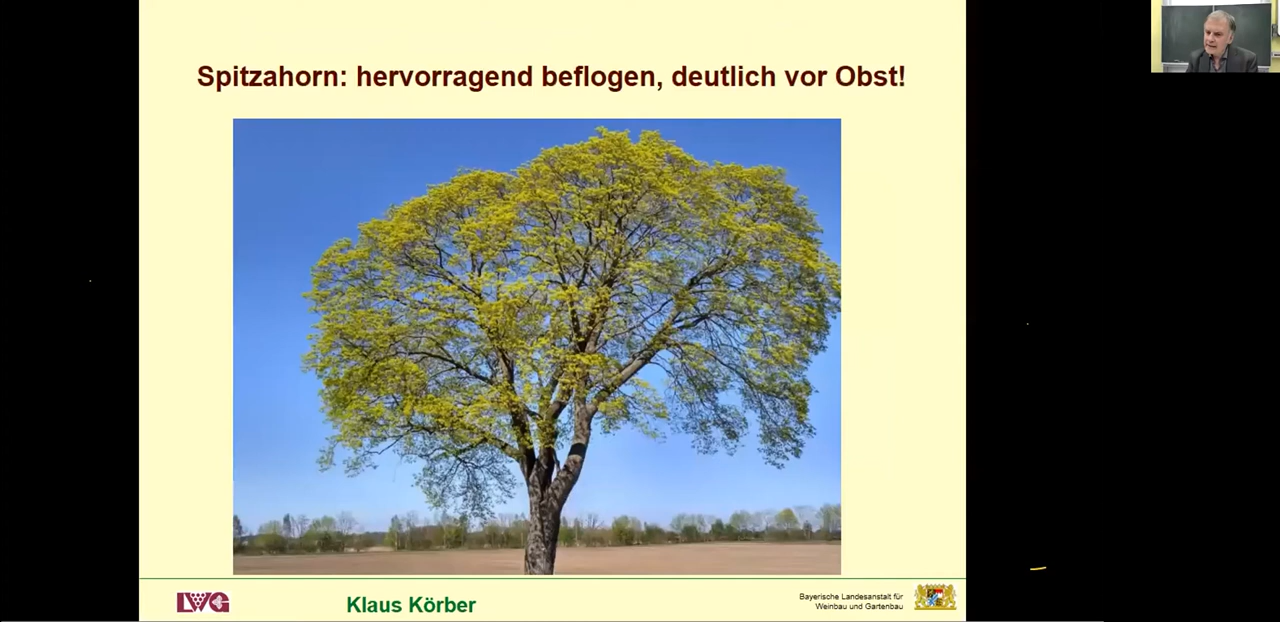 Spitzahorn: hervorragend beflogen, deutlich vor Obst!
LWG
Klaus Körber
Bayerische Landesanstalt für
Weinbau und Gartenbau